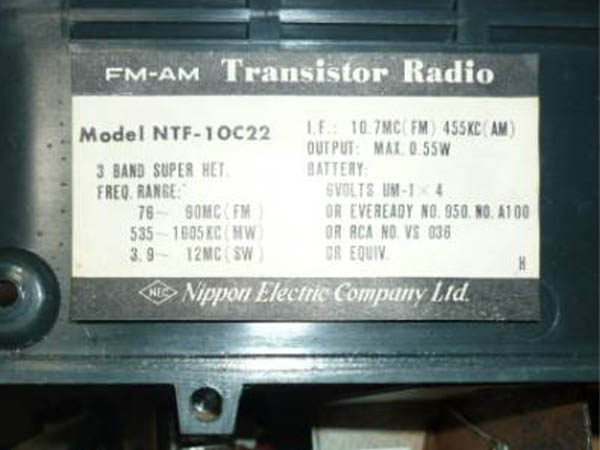 FM-AM Transistor Radio
Model NTF-10C22
3 BAND SUPER HET.
FREQ. RANGE:
76~ 90MC(FM)
535~ 1605KC(MW)
3.9~ 12MC(SW)
I.F.: 10.7MC(FM) 455KC(AM)
OUTPUT: MAX. 0.55W
BATTERY:
6VOLTS UM-1 × 4
OR EVEREADY NO. 950. NO. A100
OR RCA NO. VS 036
OR EQUIV.
H
NEC Nippon Electric Company Ltd.